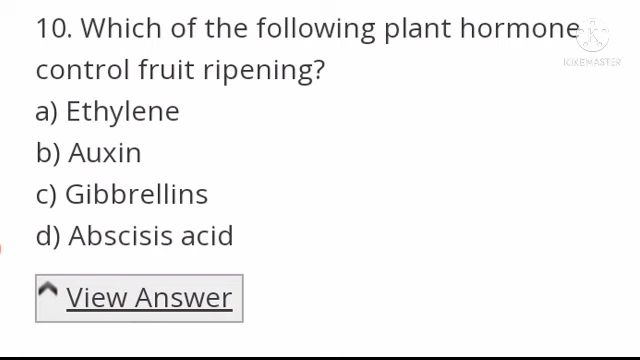 10. Which of the following plant hormone
control fruit ripening?
a) Ethylene
b) Auxin
c) Gibbrellins
d) Abscisis acid
View Answer
K
KINEMASTER